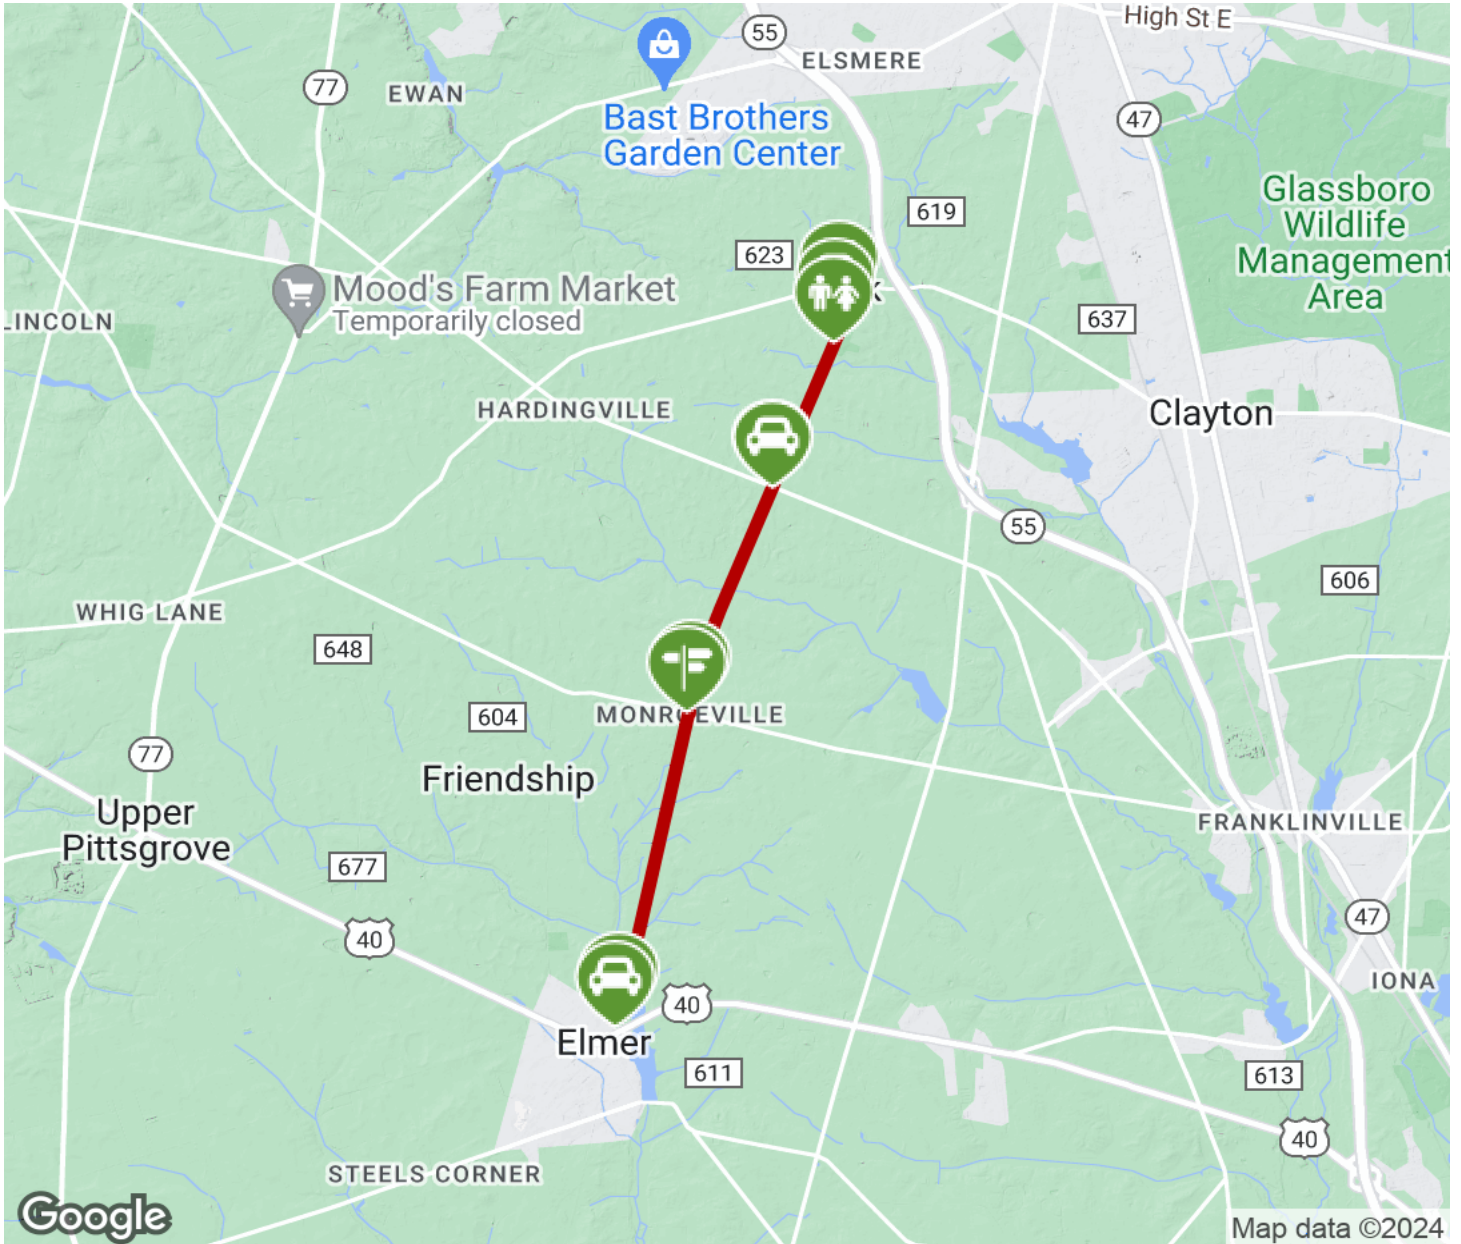 High St E
55
ELSMERE
77
EWAN
47
Bast Brothers
Garden Center
Glassboro
Wildlife
Management
Area
619
623
k
Mood's Farm Market
Temporarily closed
LINCOLN
637
HARDINGVILLE
Clayton
55
606
WHIG LANE
648
604
MONROEVILLE
77
Friendship
Upper
Pittsgrove
FRANKLINVILLE
677
47
40
IONA
40
Elmer
611
613
40
STEELS CORNER
Google
Map data ©2024